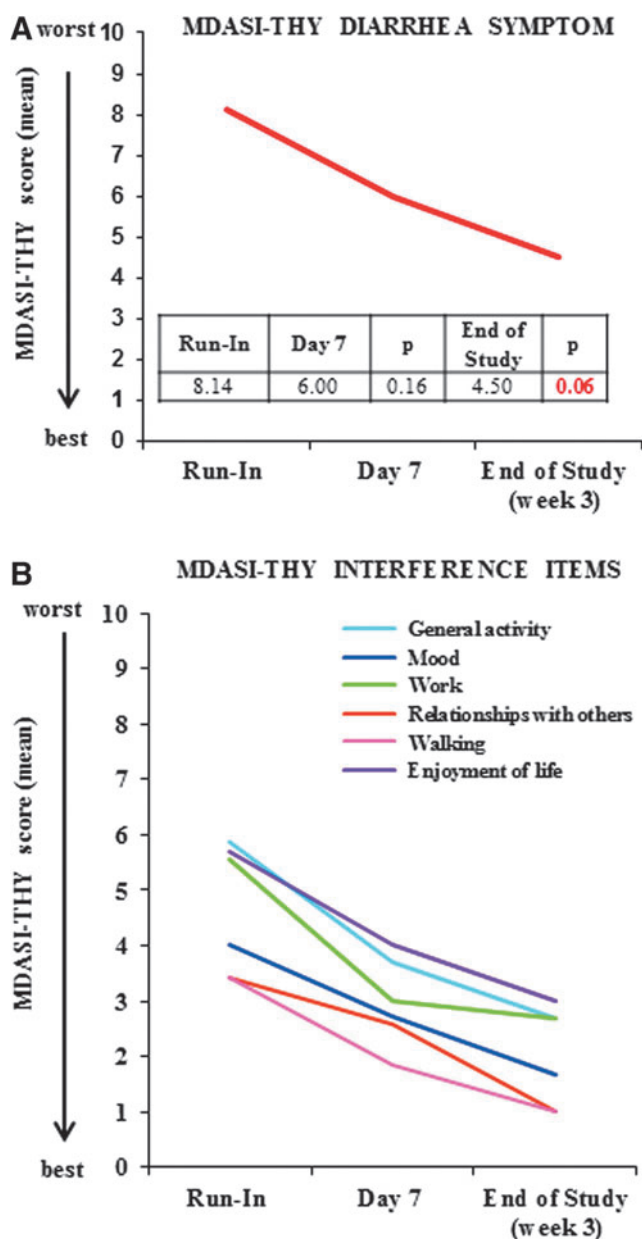 A
MDASI-THY DIARRHEA SYMPTOM
worst
MDASI-THY score (mean)
best
10
9
8
7
6
5
4
3
2
1
0
Run-In Day 7 p End of Study p
8.14 6.00 0.16 4.50 0.06
Run-In Day 7 End of Study
(week 3)
B
MDASI-THY INTERFERENCE ITEMS
worst
MDASI-THY score (mean)
best
10
9
8
7
6
5
4
3
2
1
0
General activity
Mood
Work
Relationships with others
Walking
Enjoyment of life
Run-In Day 7 End of Study
(week 3)